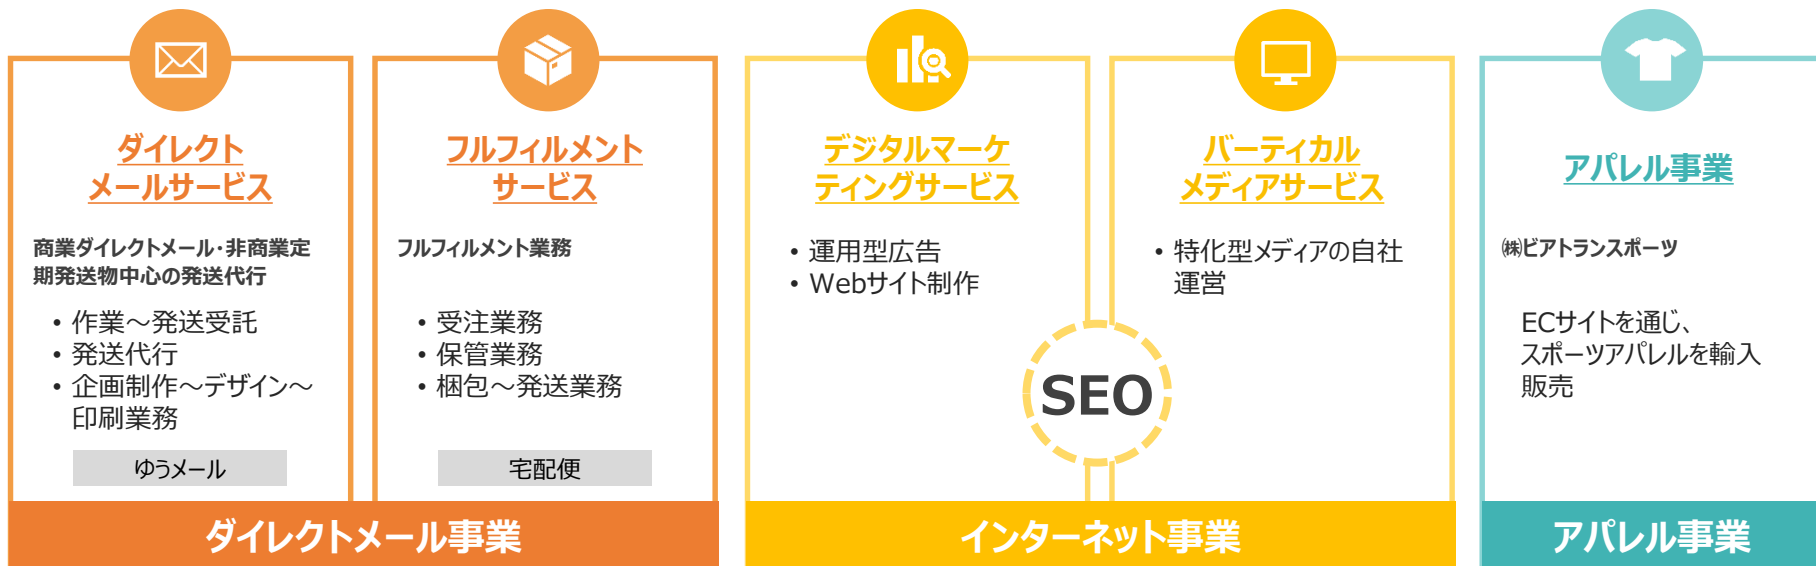 ダイレクト
メールサービス
商業ダイレクトメール・非商業定
期発送物中心の発送代行
• 作業～発送受託
• 発送代行
• 企画制作～デザイン～
印刷業務
ゆうメール
フルフィルメント
サービス
フルフィルメント業務
• 受注業務
• 保管業務
• 梱包～発送業務
宅配便
ダイレクトメール事業
デジタルマーケ
ティングサービス
• 運用型広告
• Webサイト制作
バーティカル
メディアサービス
• 特化型メディアの自社
運営
SEO
インターネット事業
アパレル事業
㈱ビアトランスポーツ
ECサイトを通じ、
スポーツアパレルを輸入
販売
アパレル事業